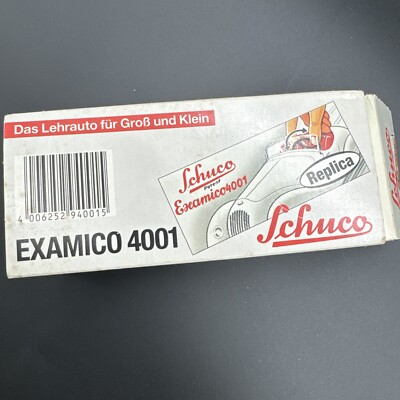 Das Lehrauto für Groß und Klein
4 006252 940015
Schuco
Patent
Examico 4001
Replica
EXAMICO 4001
Schuco